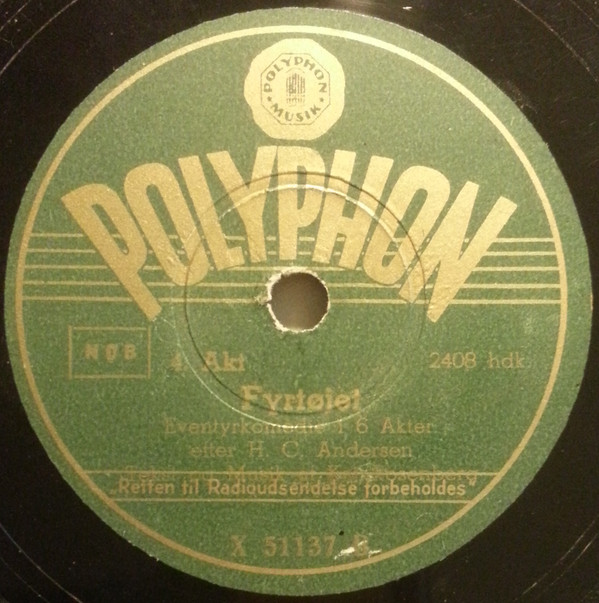 POLYPHON
MUSIK
POLYPHON
NOB
4. Akt
2408 hdk
Fyrtøjet
Eventyrkomedie i 6 Akter
efter H. C. Andersen
Musik
„Retten til Radioudsendelse forbeholdes"
X 51137 B